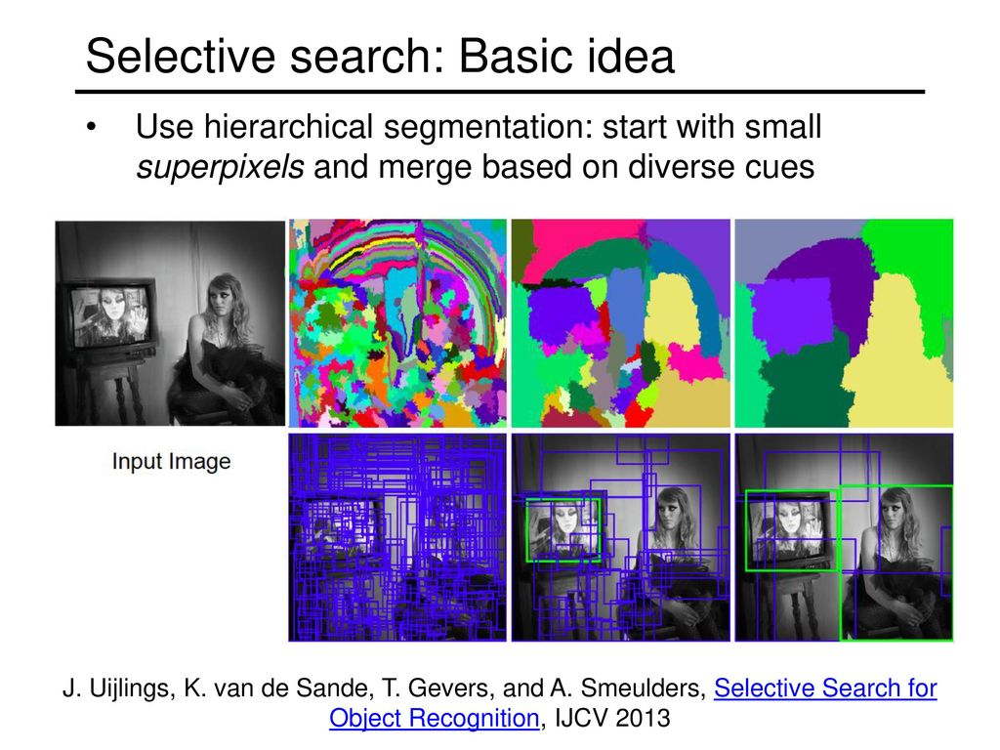 Selective search: Basic idea
• Use hierarchical segmentation: start with small
superpixels and merge based on diverse cues
Input Image
J. Uijlings, K. van de Sande, T. Gevers, and A. Smeulders, Selective Search for
Object Recognition, IJCV 2013